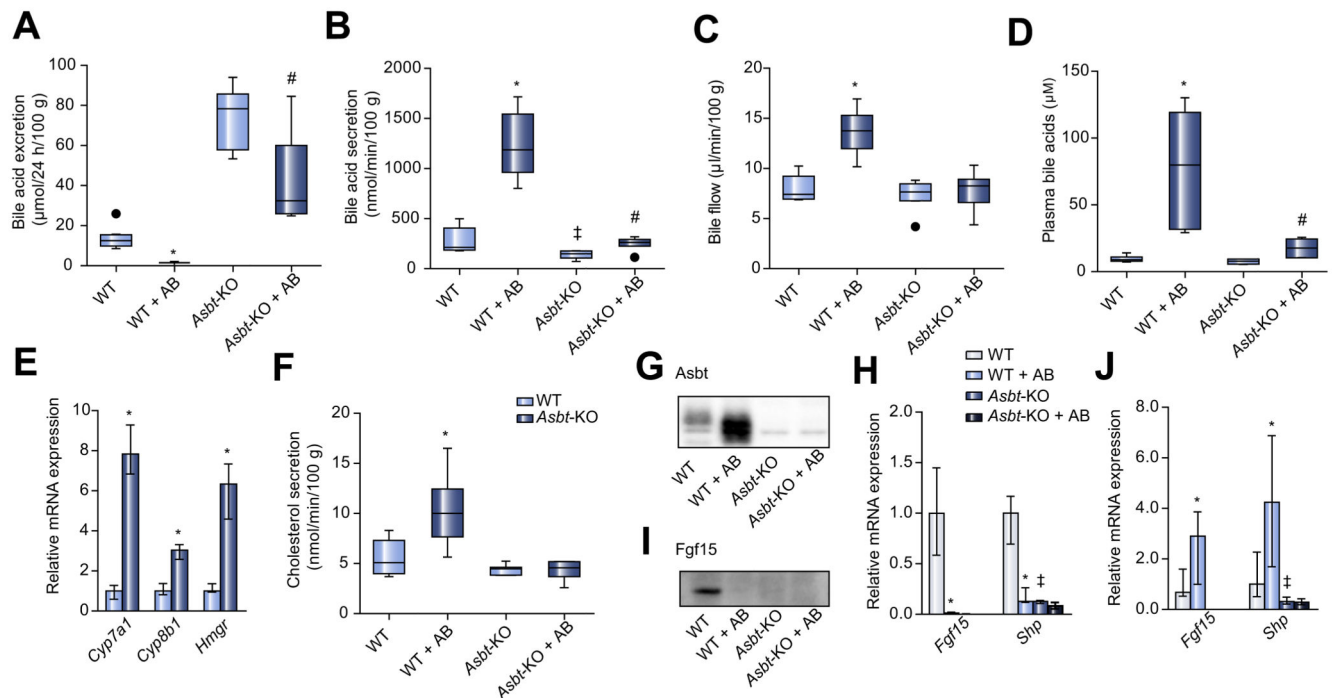 A
Bile acid excretion
(µmol/24 h/100 g)
100
80
60
40
20
0
*
#
WT
WT + AB
Asbt-KO
Asbt-KO + AB
B
Bile acid secretion
(nmol/min/100 g)
2000
1500
1000
500
0
*
‡
#
WT
WT + AB
Asbt-KO
Asbt-KO + AB
C
Bile fllow (µl/min/100 g)
20
15
10
5
0
*
WT
WT + AB
Asbt-KO
Asbt-KO + AB
D
Plasma bile acids (µM)
150
100
50
0
*
#
WT
WT + AB
Asbt-KO
Asbt-KO + AB
E
Relative mRNA expression
10
8
6
4
2
0
*
*
*
Cyp7a1
Cyp8b1
Hmgr
WT
Asbt-KO
F
Cholesterol secretion
(nmol/min/100 g)
20
15
10
5
0
*
WT
WT + AB
Asbt-KO
Asbt-KO + AB
G
Asbt
WT
WT + AB
Asbt-KO
Asbt-KO + AB
I
Fgf15
WT
WT + AB
Asbt-KO
Asbt-KO + AB
H
WT
WT + AB
Asbt-KO
Asbt-KO + AB
Relative mRNA expression
2.0
1.5
1.0
0.5
0.0
*
* ‡
Fgf15
Shp
J
Relative mRNA expression
8.0
6.0
4.0
2.0
0.0
*
*
‡
Fgf15
Shp